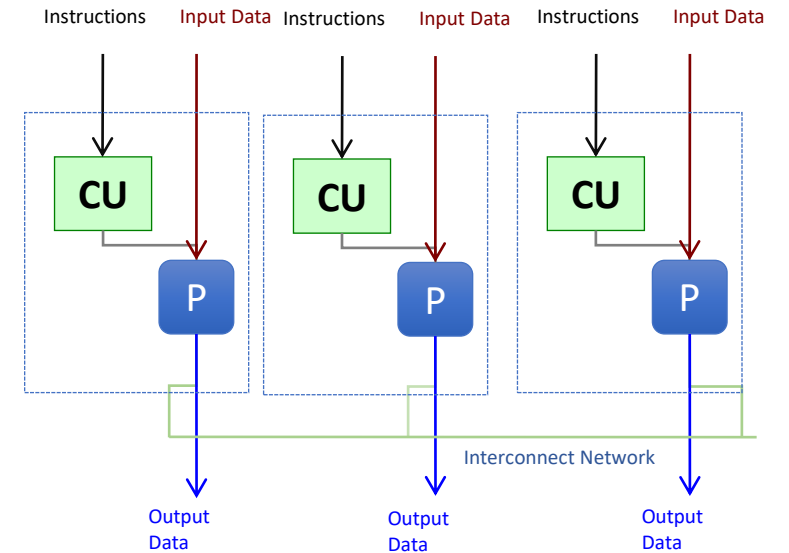 Instructions Input Data Instructions Input Data Instructions Input Data
CU CU CU
P P P
Interconnect Network
Output Output Output
Data Data Data